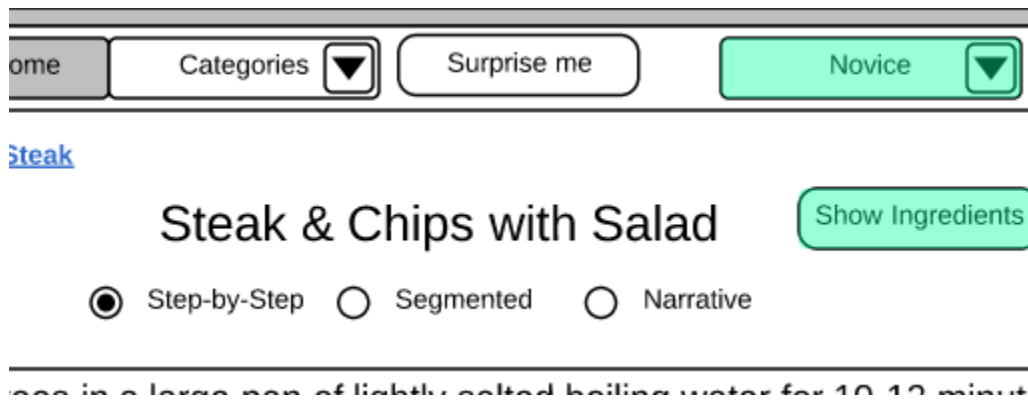 ome Categories Surprise me Novice
Steak
Steak & Chips with Salad Show Ingredients
Step-by-Step Segmented Narrative
in a large pan of lightly salted boiling water for 10-12 minut